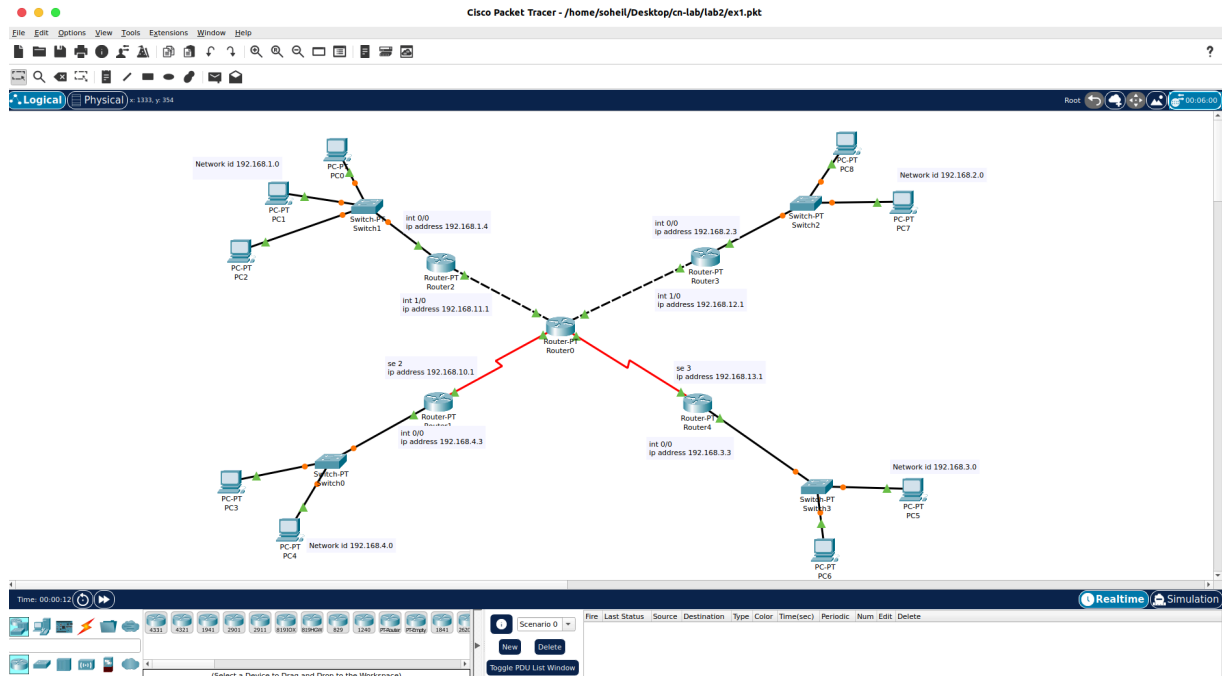 Cisco Packet Tracer - /home/soheil/Desktop/cn-lab/lab2/ex1.pkt
File Edit Options View Tools Extensions Window Help
?
Logical Physical x: 1333, y: 354
Root 00:06:00
Network id 192.168.1.0
PC-PT
PC0
PC-PT
PC1
PC-PT
PC2
Switch-PT
Switch1
int 0/0
ip address 192.168.1.4
Router-PT
Router2
int 1/0
ip address 192.168.11.1
PC-PT
PC8
Network id 192.168.2.0
PC-PT
PC7
Switch-PT
Switch2
int 0/0
ip address 192.168.2.3
Router-PT
Router3
int 1/0
ip address 192.168.12.1
Router-PT
Router0
se 2
ip address 192.168.10.1
Router-PT
Router1
int 0/0
ip address 192.168.4.3
Switch-PT
Switch0
PC-PT
PC3
PC-PT
PC4
Network id 192.168.4.0
se 3
ip address 192.168.13.1
Router-PT
Router4
int 0/0
ip address 192.168.3.3
Network id 192.168.3.0
Switch-PT
Switch3
PC-PT
PC5
PC-PT
PC6
Time: 00:00:12
Realtime Simulation
4331 4321 1941 2901 2911 819IOX 819HGW 829 1240 PT-Router PT-Empty 1841 2620
(Select a Device to Drag and Drop to the Workspace)
Scenario 0
New Delete
Toggle PDU List Window
Fire Last Status Source Destination Type Color Time(sec) Periodic Num Edit Delete